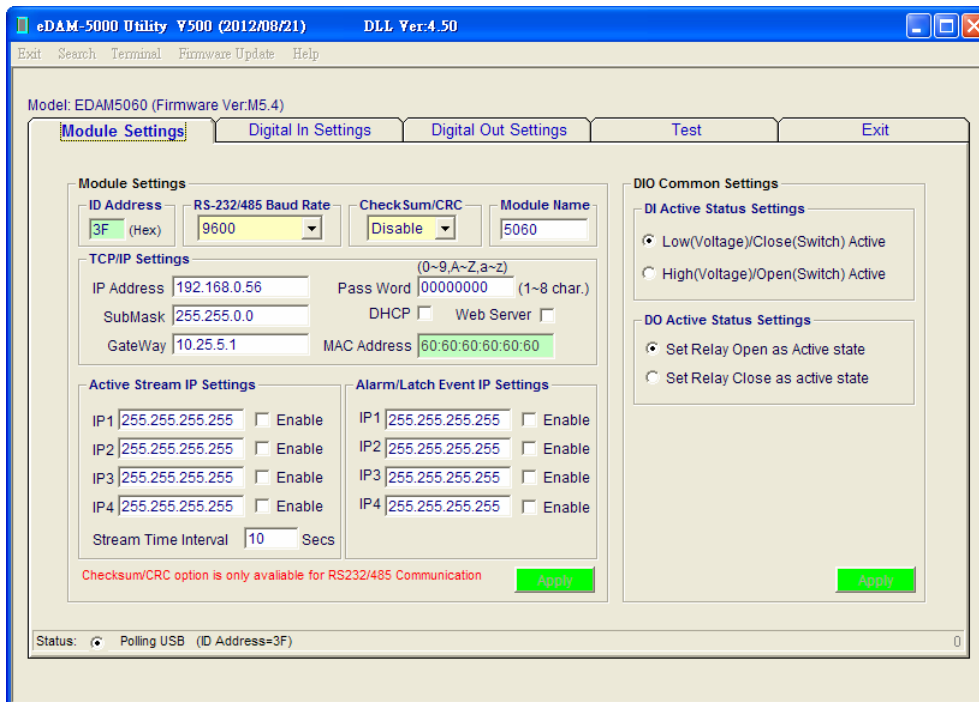 eDAM-5000 Utility V500 (2012/08/21) DLL Ver:4.50
Exit Search Terminal Firmware Update Help
Model: EDAM5060 (Firmware Ver:M5.4)
Module Settings Digital In Settings Digital Out Settings Test Exit
Module Settings
ID Address RS-232/485 Baud Rate CheckSum/CRC Module Name
3F (Hex) 9600 Disable 5060
TCP/IP Settings
(0~9,A~Z,a~z)
IP Address 192.168.0.56 Pass Word 00000000 (1~8 char.)
SubMask 255.255.0.0 DHCP Web Server
GateWay 10.25.5.1 MAC Address 60:60:60:60:60:60
Active Stream IP Settings
IP1 255.255.255.255 Enable
IP2 255.255.255.255 Enable
IP3 255.255.255.255 Enable
IP4 255.255.255.255 Enable
Stream Time Interval 10 Secs
Alarm/Latch Event IP Settings
IP1 255.255.255.255 Enable
IP2 255.255.255.255 Enable
IP3 255.255.255.255 Enable
IP4 255.255.255.255 Enable
Checksum/CRC option is only avaliable for RS232/485 Communication
Apply
DIO Common Settings
DI Active Status Settings
Low(Voltage)/Close(Switch) Active
High(Voltage)/Open(Switch) Active
DO Active Status Settings
Set Relay Open as Active state
Set Relay Close as active state
Apply
Status: Polling USB (ID Address=3F) 0